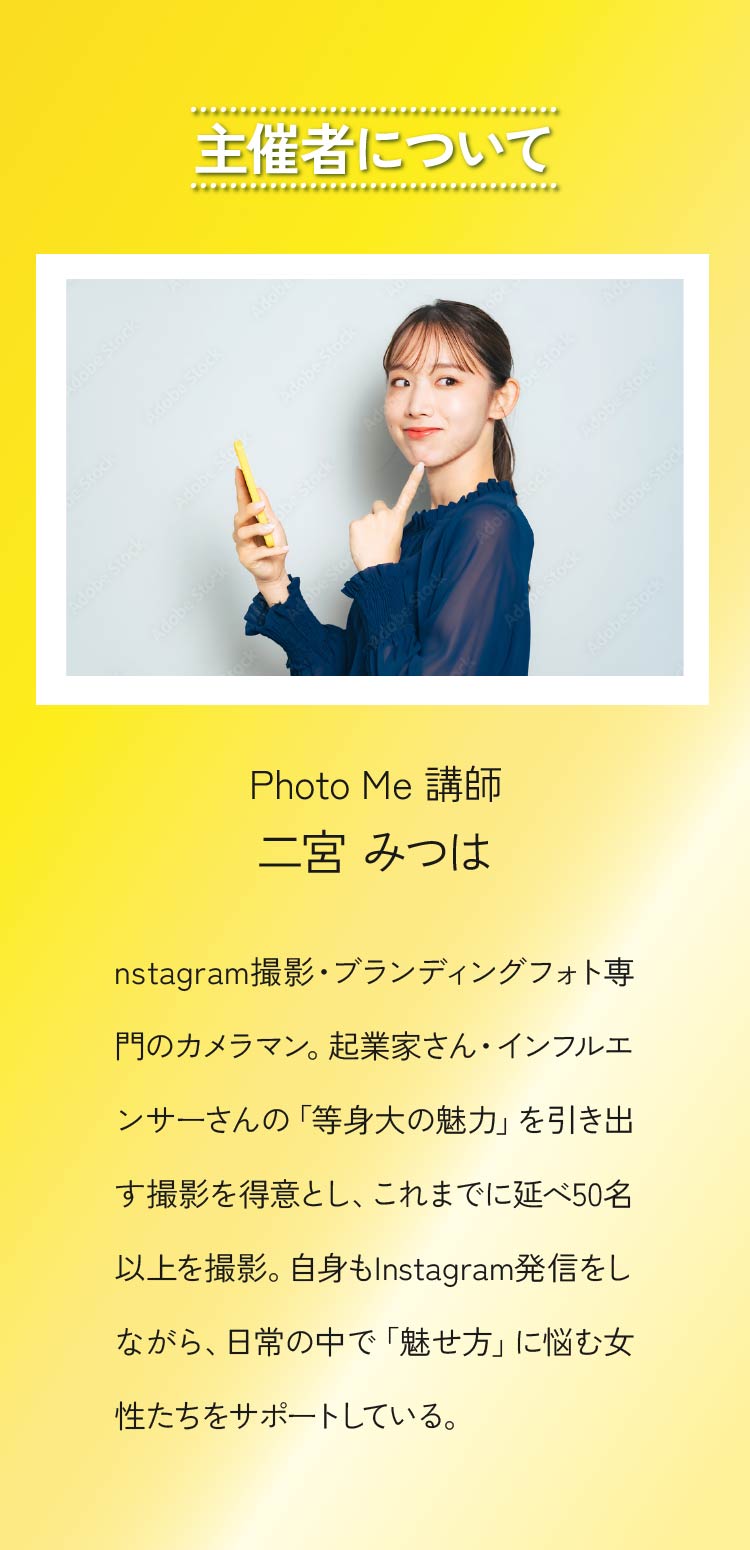 主催者について
Adobe Stock
Photo Me 講師
二宮 みつは
nstagram撮影・ブランディングフォト専
門のカメラマン。起業家さん・インフルエ
ンサーさんの「等身大の魅力」を引き出
す撮影を得意とし、これまでに延べ50名
以上を撮影。自身もInstagram発信をし
ながら、日常の中で「魅せ方」に悩む女
性たちをサポートしている。